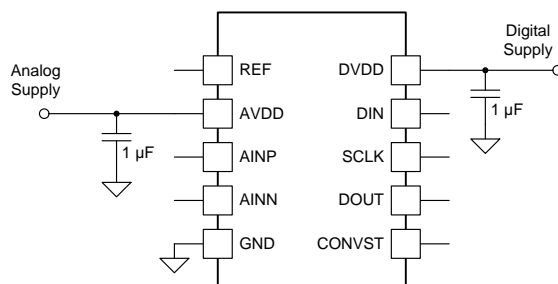 Analog
Supply
1 µF
REF
AVDD
AINP
AINN
GND
DVDD
DIN
SCLK
DOUT
CONVST
Digital
Supply
1 µF